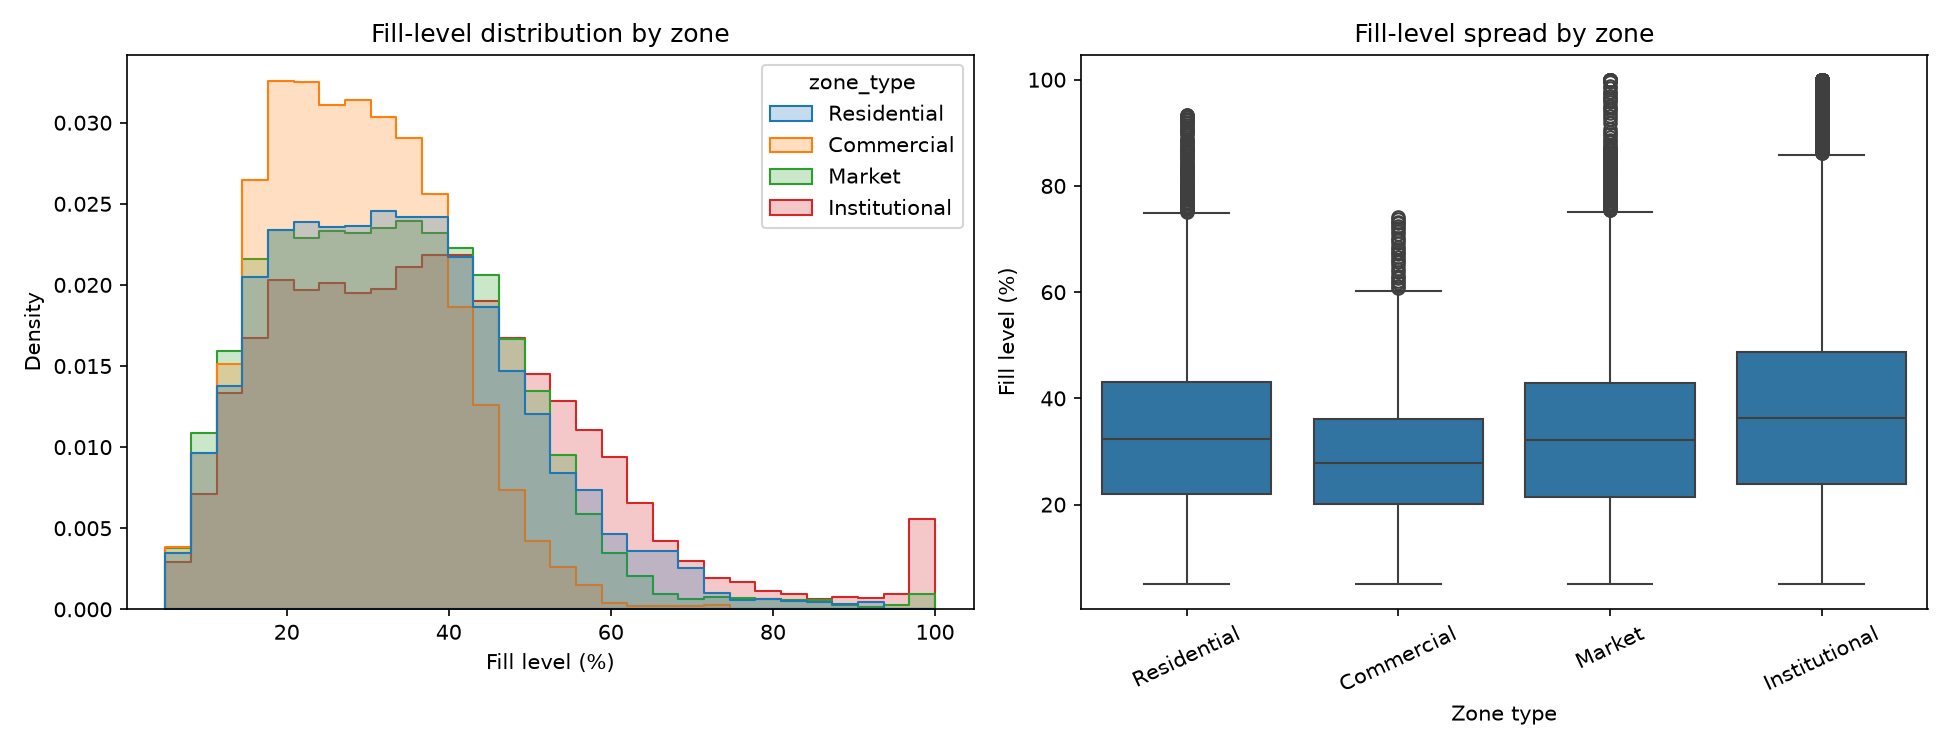 Fill-level distribution by zone
Density
0.030
0.025
0.020
0.015
0.010
0.005
0.000
20 40 60 80 100
Fill level (%)
zone_type
Residential
Commercial
Market
Institutional
Fill-level spread by zone
Fill level (%)
100
80
60
40
20
Residential Commercial Market Institutional
Zone type